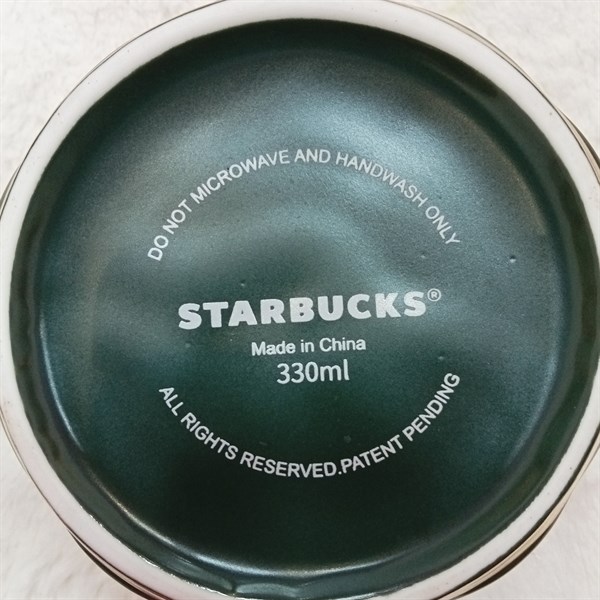 DO NOT MICROWAVE AND HANDWASH ONLY
STARBUCKS®
Made in China
330ml
ALL RIGHTS RESERVED.PATENT PENDING